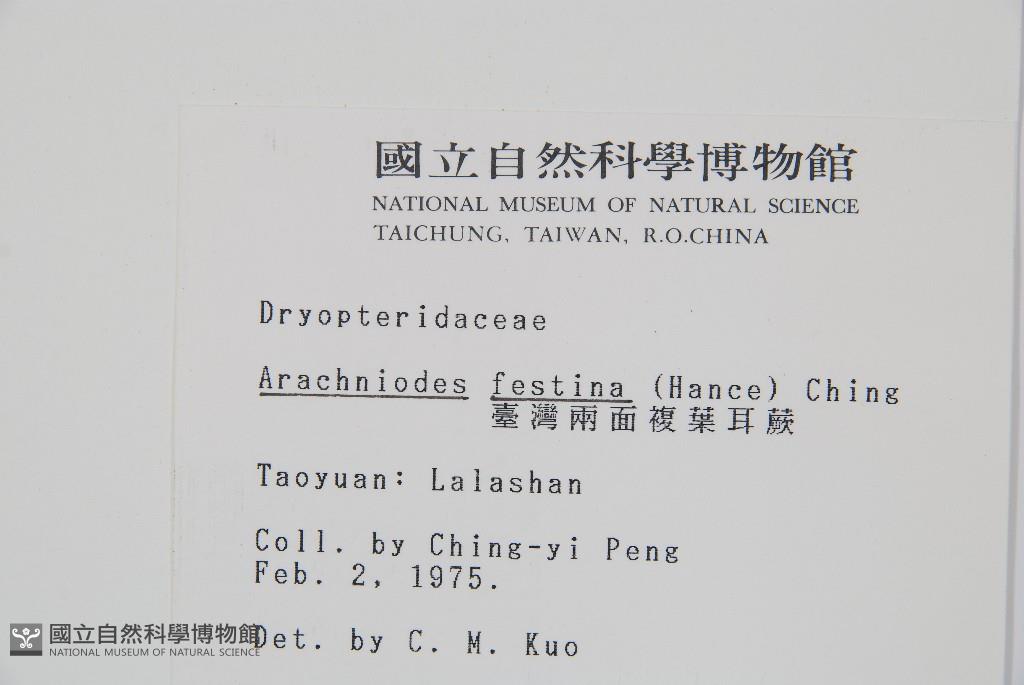 國立自然科學博物館
NATIONAL MUSEUM OF NATURAL SCIENCE
TAICHUNG, TAIWAN, R.O.CHINA
Dryopteridaceae
Arachniodes festina (Hance) Ching
臺灣兩面複葉耳蕨
Taoyuan: Lalashan
Coll. by Ching-yi Peng
Feb. 2, 1975.
Det. by C. M. Kuo
國立自然科學博物館
NATIONAL MUSEUM OF NATURAL SCIENCE